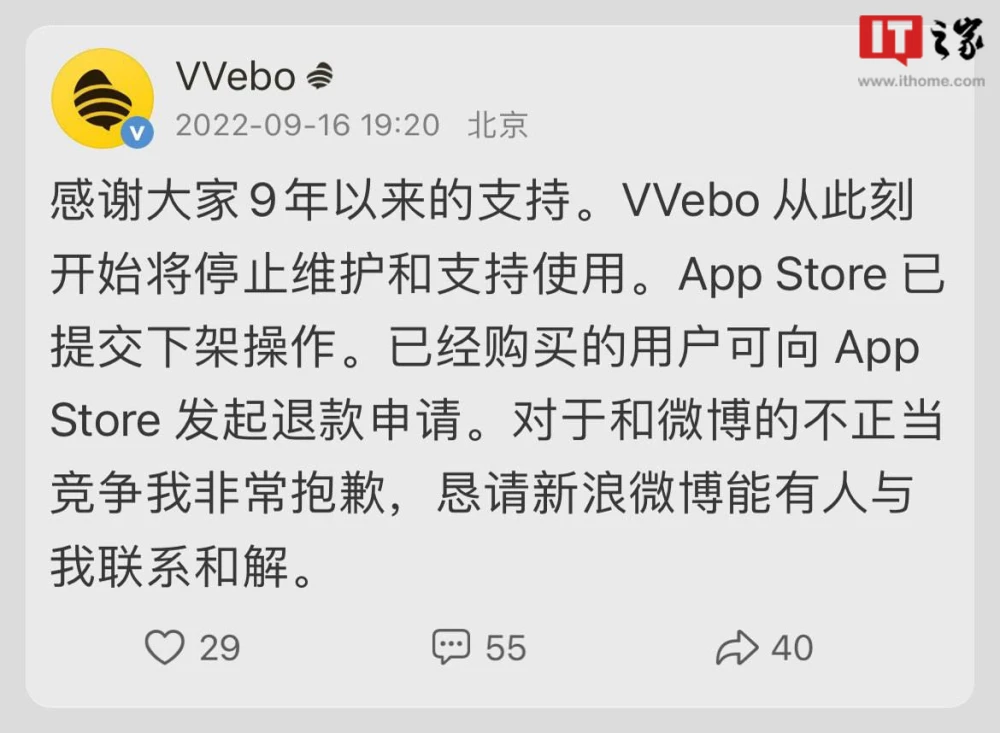 IT之家
www.ithome.com
VVebo
2022-09-16 19:20 北京
感谢大家9年以来的支持。VVebo 从此刻
开始将停止维护和支持使用。App Store 已
提交下架操作。已经购买的用户可向 App
Store 发起退款申请。对于和微博的不正当
竞争我非常抱歉，恳请新浪微博能有人与
我联系和解。
29 55 40